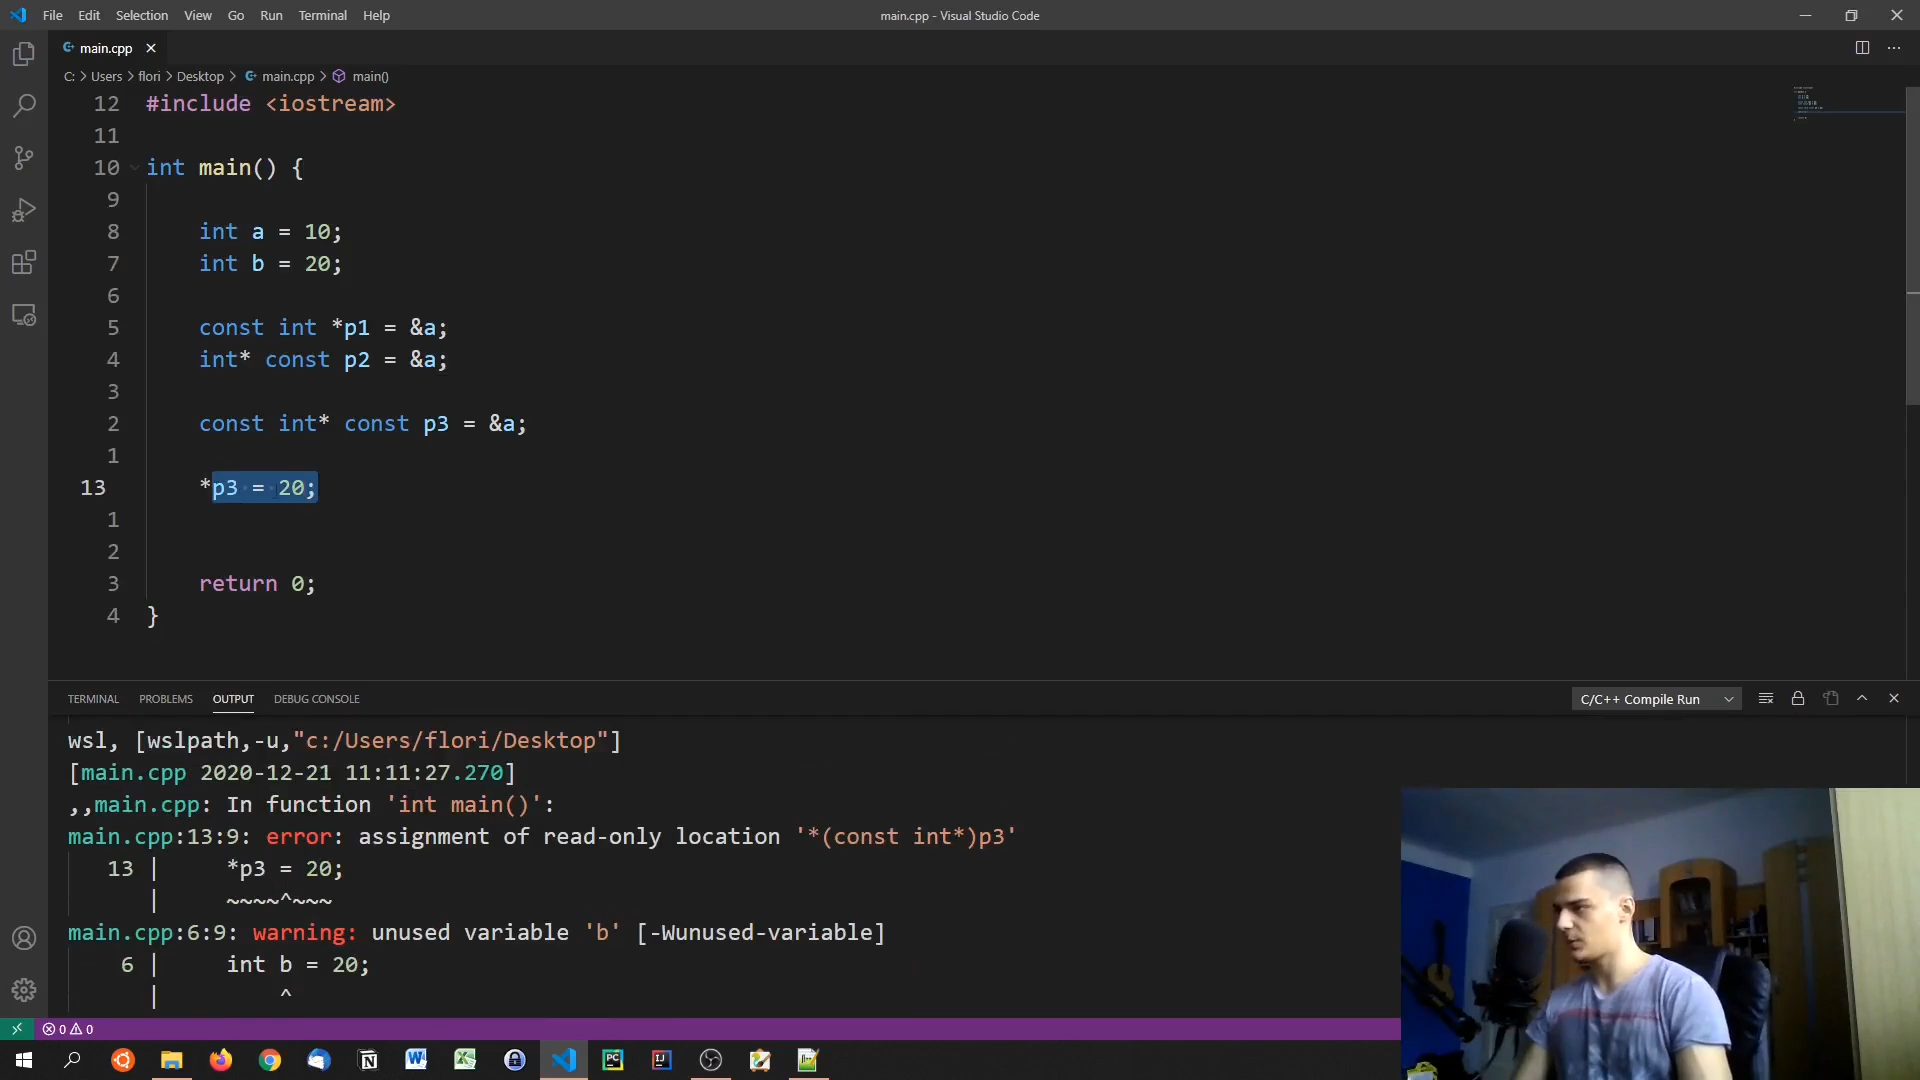 File Edit Selection View Go Run Terminal Help
main.cpp - Visual Studio Code
main.cpp
C: > Users > flori > Desktop > main.cpp > main()
12 #include <iostream>
11
10 int main() {
9
8 int a = 10;
7 int b = 20;
6
5 const int *p1 = &a;
4 int* const p2 = &a;
3
2 const int* const p3 = &a;
1
13 *p3 = 20;
1
2
3 return 0;
4 }
TERMINAL PROBLEMS OUTPUT DEBUG CONSOLE
C/C++ Compile Run
wsl, [wslpath,-u,"c:/Users/flori/Desktop"]
[main.cpp 2020-12-21 11:11:27.270]
,,main.cpp: In function 'int main()':
main.cpp:13:9: error: assignment of read-only location '*(const int*)p3'
13 | *p3 = 20;
| ~~~~^~~~
main.cpp:6:9: warning: unused variable 'b' [-Wunused-variable]
6 | int b = 20;
| ^
0 0